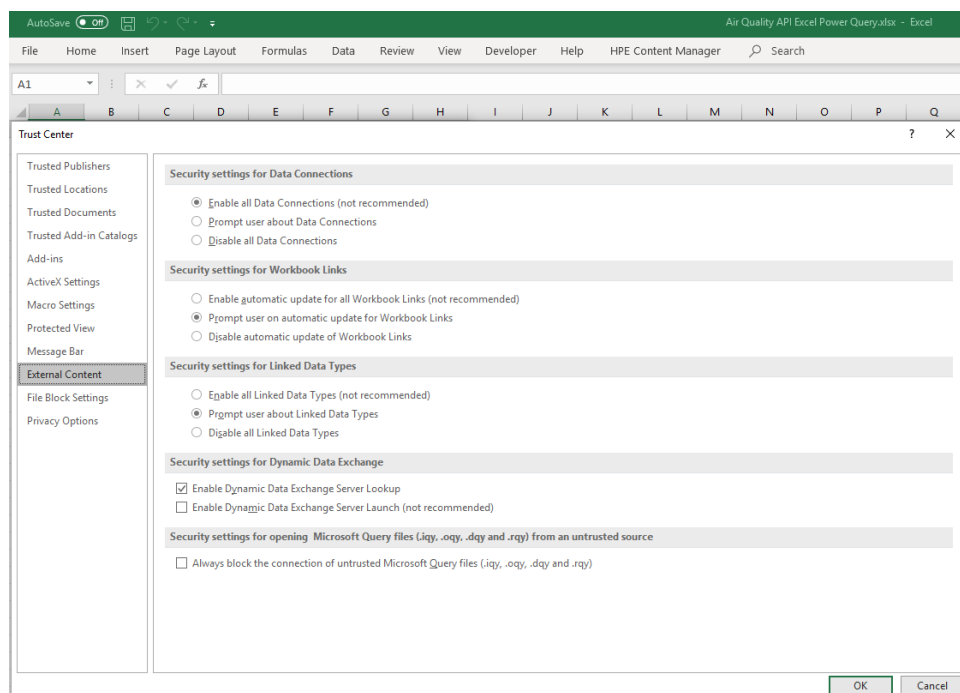 AutoSave Off Air Quality API Excel Power Query.xlsx - Excel
File Home Insert Page Layout Formulas Data Review View Developer Help HPE Content Manager Search
A1 fx
A B C D E F G H I J K L M N O P Q
Trust Center ?
Trusted Publishers
Trusted Locations
Trusted Documents
Trusted Add-in Catalogs
Add-ins
ActiveX Settings
Macro Settings
Protected View
Message Bar
External Content
File Block Settings
Privacy Options
Security settings for Data Connections
Enable all Data Connections (not recommended)
Prompt user about Data Connections
Disable all Data Connections
Security settings for Workbook Links
Enable automatic update for all Workbook Links (not recommended)
Prompt user on automatic update for Workbook Links
Disable automatic update of Workbook Links
Security settings for Linked Data Types
Enable all Linked Data Types (not recommended)
Prompt user about Linked Data Types
Disable all Linked Data Types
Security settings for Dynamic Data Exchange
Enable Dynamic Data Exchange Server Lookup
Enable Dynamic Data Exchange Server Launch (not recommended)
Security settings for opening Microsoft Query files (.iqy, .oqy, .dqy and .rqy) from an untrusted source
Always block the connection of untrusted Microsoft Query files (.iqy, .oqy, .dqy and .rqy)
OK Cancel